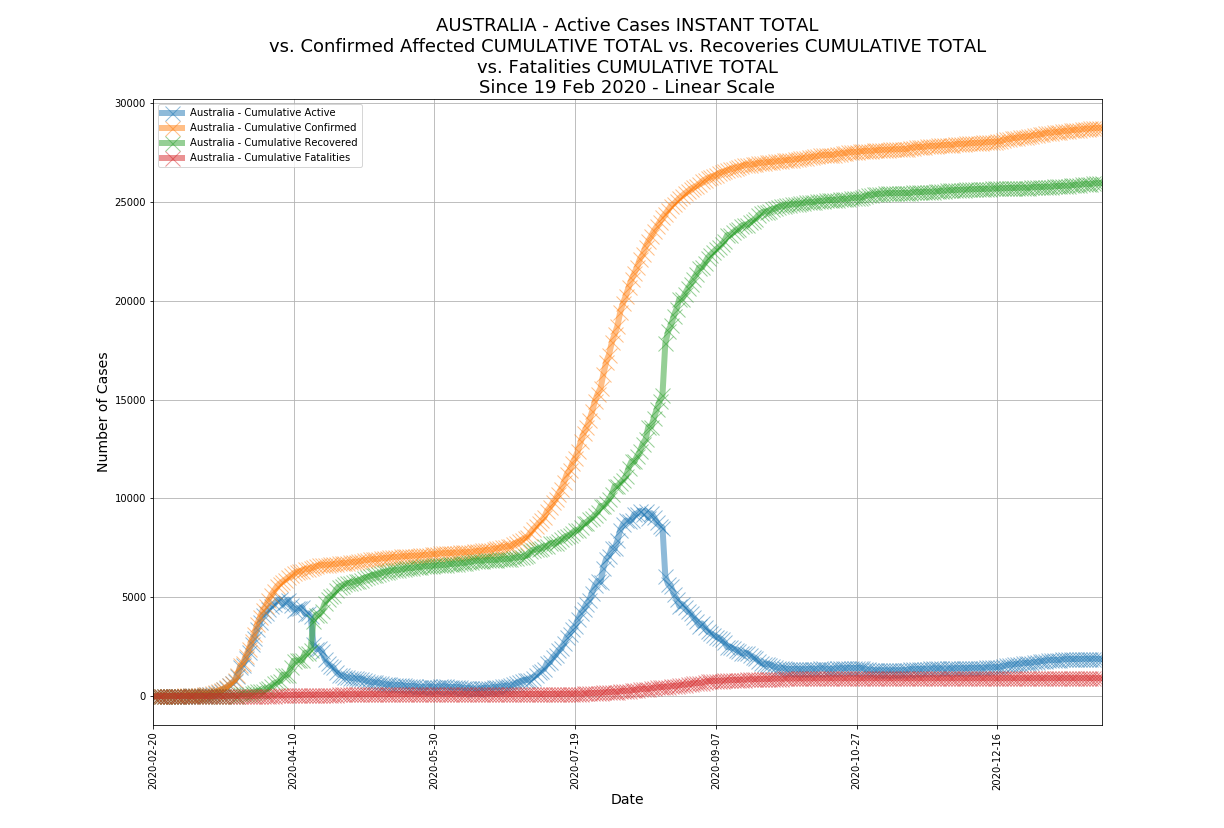 AUSTRALIA - Active Cases INSTANT TOTAL
vs. Confirmed Affected CUMULATIVE TOTAL vs. Recoveries CUMULATIVE TOTAL
vs. Fatalities CUMULATIVE TOTAL
Since 19 Feb 2020 - Linear Scale
Australia - Cumulative Active
Australia - Cumulative Confirmed
Australia - Cumulative Recovered
Australia - Cumulative Fatalities
Number of Cases
30000
25000
20000
15000
10000
5000
0
2020-02-20
2020-04-10
2020-05-30
2020-07-19
2020-09-07
2020-10-27
2020-12-16
Date